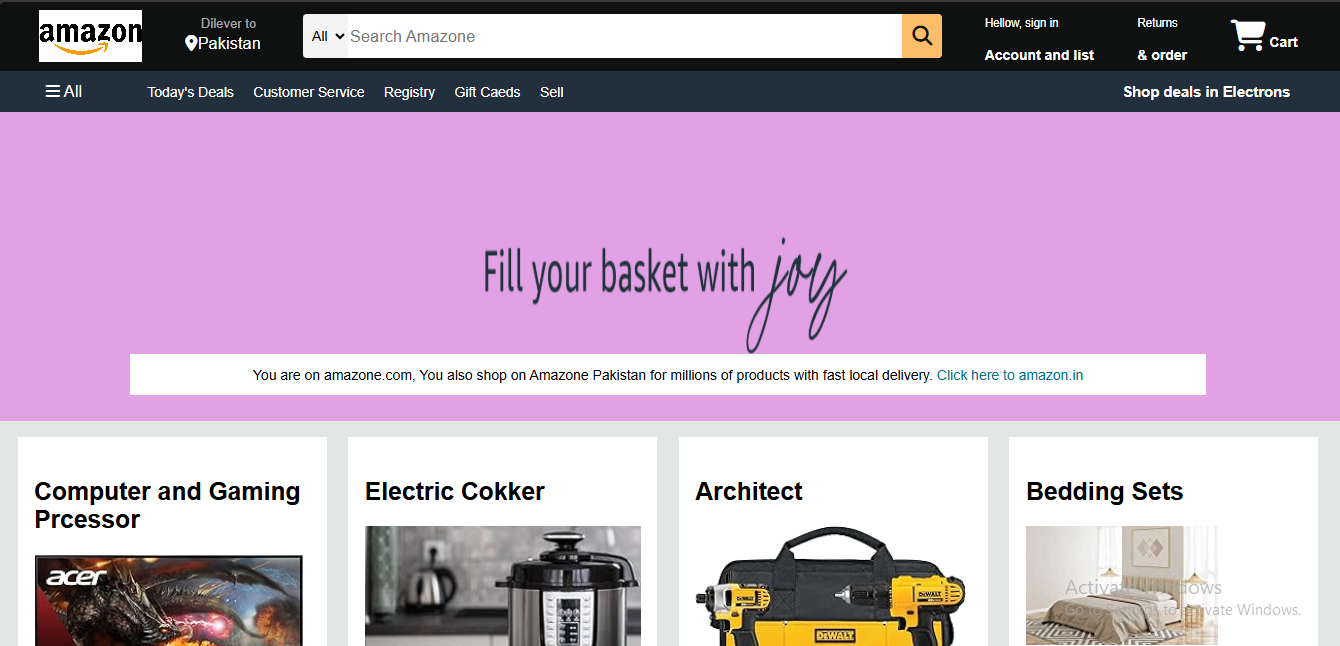 amazon
Dilever to
Pakistan
All
Search Amazone
Hellow, sign in
Account and list
Returns
& order
Cart
All
Today's Deals
Customer Service
Registry
Gift Caeds
Sell
Shop deals in Electrons
Fill your basket with joy
You are on amazone.com, You also shop on Amazone Pakistan for millions of products with fast local delivery. Click here to amazon.in
Computer and Gaming
Prcessor
Electric Cokker
Architect
Bedding Sets
acer
DEWALT
DEWALT
DEWALT
Activate Windows
Go to Settings to activate Windows.